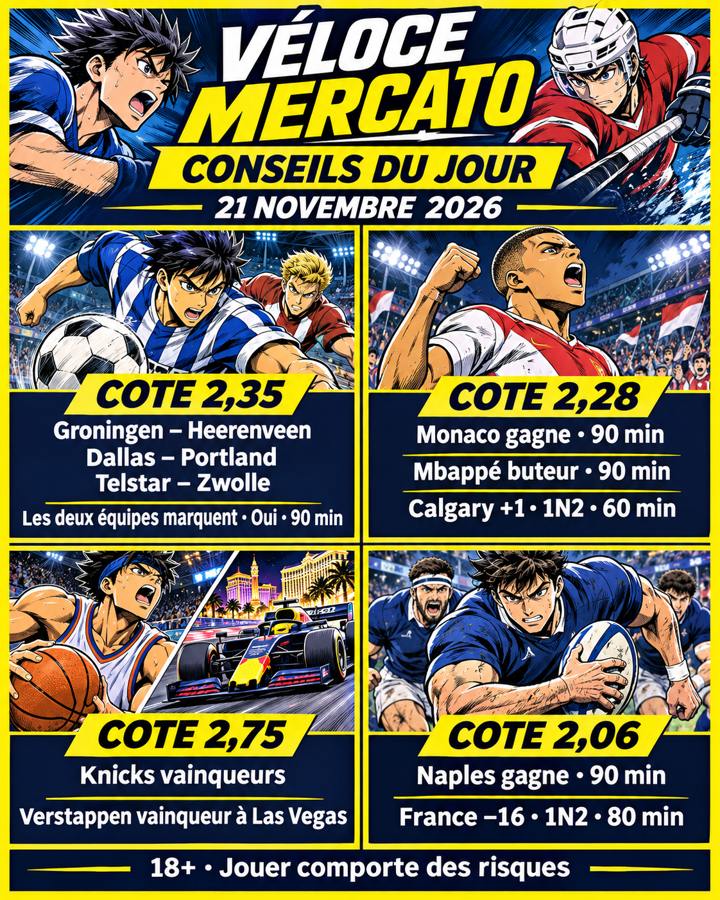 VÉLOCE
MERCATO
CONSEILS DU JOUR
21 NOVEMBRE 2026
COTE 2,35
Groningen – Heerenveen
Dallas – Portland
Telstar – Zwolle
Les deux équipes marquent • Oui • 90 min
COTE 2,28
Monaco gagne • 90 min
Mbappé buteur • 90 min
Calgary +1 • 1N2 • 60 min
COTE 2,75
Knicks vainqueurs
Verstappen vainqueur à Las Vegas
COTE 2,06
Naples gagne • 90 min
France –16 • 1N2 • 80 min
18+ • Jouer comporte des risques